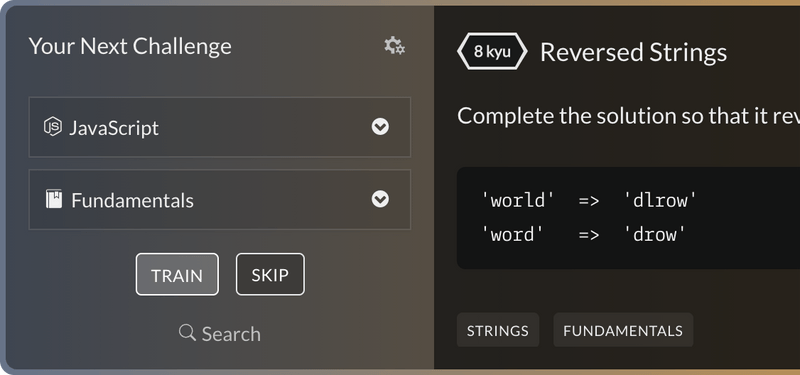 Your Next Challenge
JavaScript
Fundamentals
TRAIN
SKIP
Search
8 kyu
Reversed Strings
Complete the solution so that it
'world' => 'dlrow'
'word' => 'drow'
STRINGS
FUNDAMENTALS